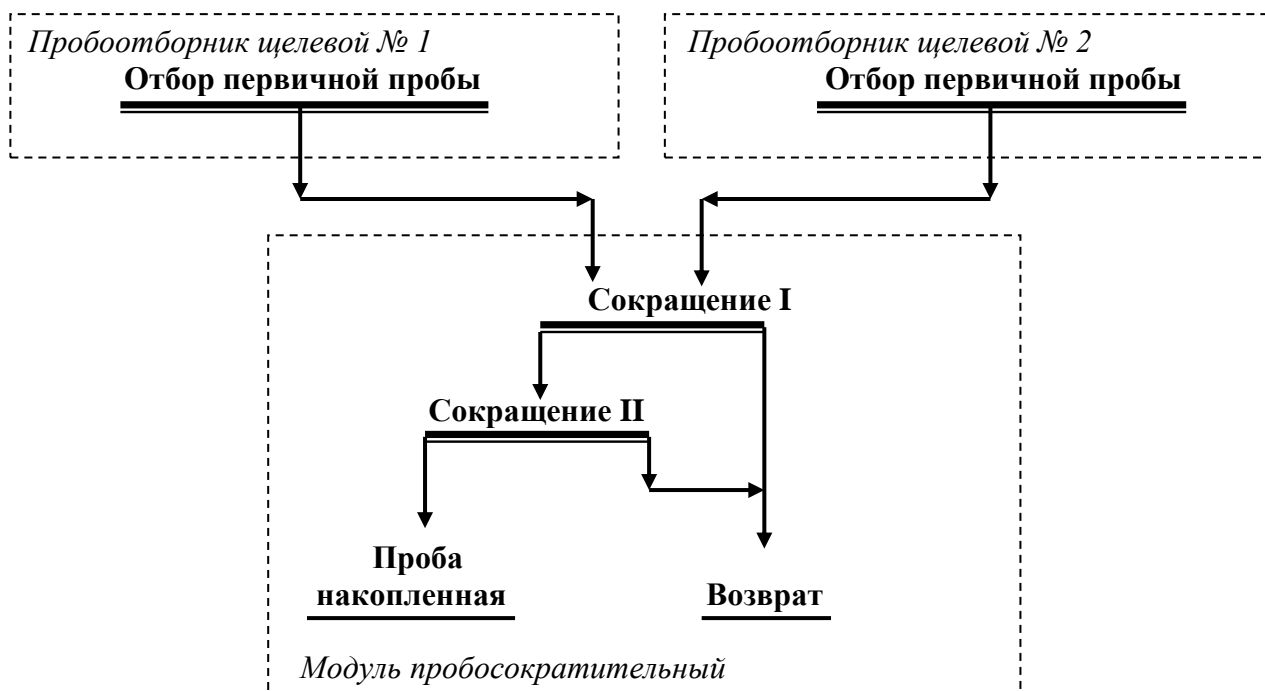 Пробоотборник щелевой № 1
Отбор первичной пробы
Пробоотборник щелевой № 2
Отбор первичной пробы
Сокращение I
Сокращение II
Проба
накопленная
Возврат
Модуль пробосократительный